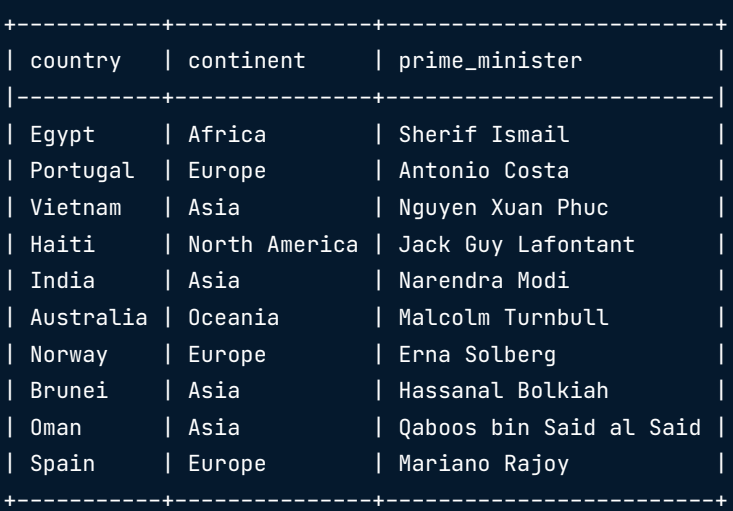 +-----------+----------------+-------------------------+
| country   | continent     | prime_minister          |
|-----------+---------------+-------------------------|
| Egypt     | Africa        | Sherif Ismail           |
| Portugal  | Europe        | Antonio Costa           |
| Vietnam   | Asia          | Nguyen Xuan Phuc        |
| Haiti     | North America | Jack Guy Lafontant      |
| India     | Asia          | Narendra Modi           |
| Australia | Oceania       | Malcolm Turnbull        |
| Norway    | Europe        | Erna Solberg            |
| Brunei    | Asia          | Hassanal Bolkiah        |
| Oman      | Asia          | Qaboos bin Said al Said |
| Spain     | Europe        | Mariano Rajoy           |
+-----------+---------------+-------------------------+